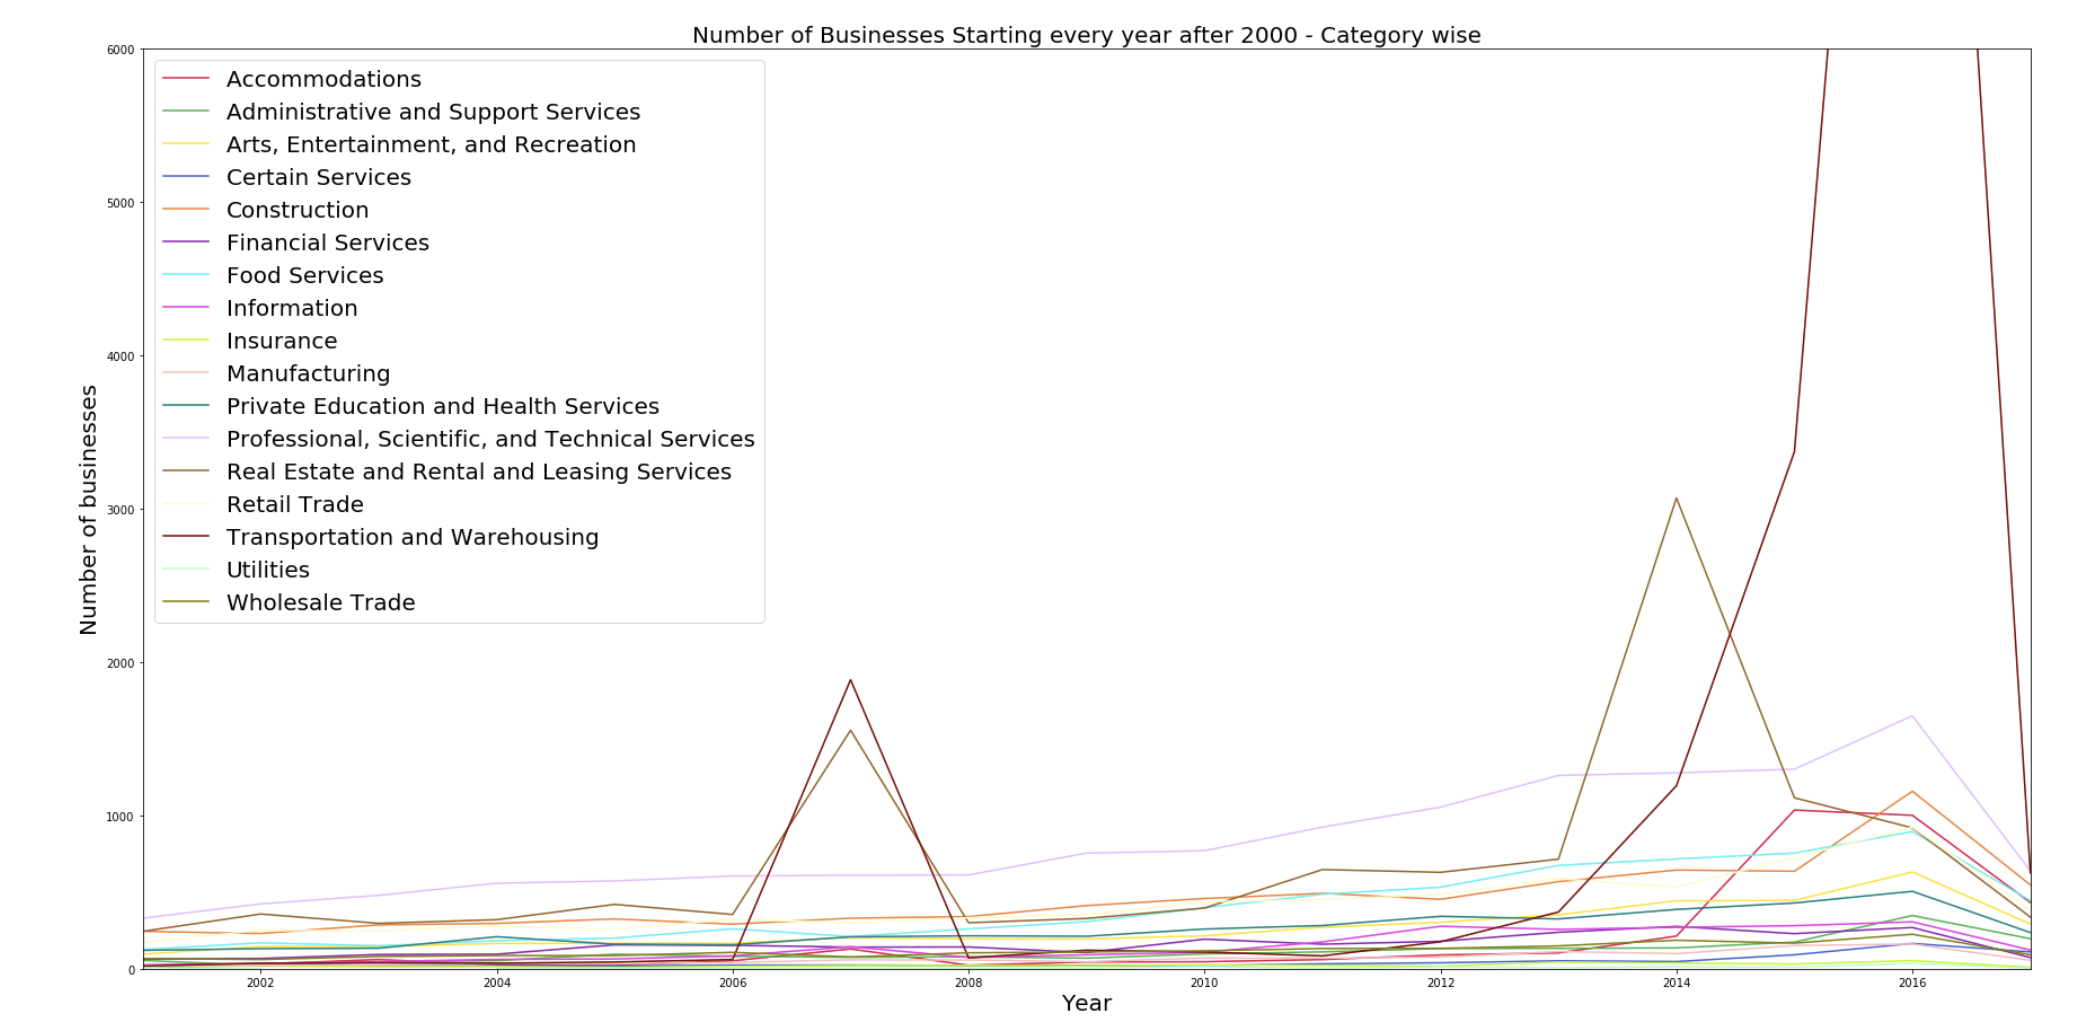 Number of Businesses Starting every year after 2000 - Category wise
6000
5000
4000
3000
2000
1000
0
Number of businesses
Accommodations
Administrative and Support Services
Arts, Entertainment, and Recreation
Certain Services
Construction
Financial Services
Food Services
Information
Insurance
Manufacturing
Private Education and Health Services
Professional, Scientific, and Technical Services
Real Estate and Rental and Leasing Services
Retail Trade
Transportation and Warehousing
Utilities
Wholesale Trade
2002 2004 2006 2008 2010 2012 2014 2016
Year